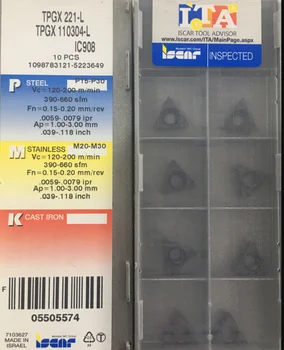 TPGX 221-L
TPGX 110304-L
IC908
10 PCS
1098783121-5223649
P STEEL P15-P30
Vc=120-200 m/min
390-660 sfm
Fn=0.15-0.20 mm/rev
.0059-.0079 ipr
Ap=1.00-3.00 mm
.039-.118 inch
M STAINLESS M20-M30
Vc=120-200 m/min
390-660 sfm
Fn=0.15-0.20 mm/rev
.0059-.0079 ipr
Ap=1.00-3.00 mm
.039-.118 inch
K CAST IRON
F
05505574
7103627
MADE IN
ISRAEL
iscar
ITA
ISCAR TOOL ADVISOR
www.iscar.com/ITA/MainPage.aspx
iscar
INSPECTED